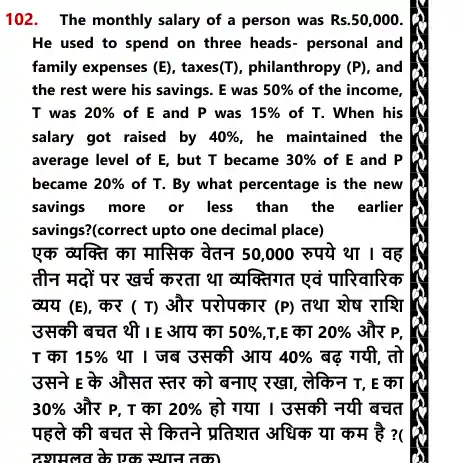 102. The monthly salary of a person was Rs.50,000.
He used to spend on three heads- personal and
family expenses (E), taxes(T), philanthropy (P), and
the rest were his savings. E was 50% of the income,
T was 20% of E and P was 15% of T. When his
salary got raised by 40%, he maintained the
average level of E, but T became 30% of E and P
became 20% of T. By what percentage is the new
savings more or less than the earlier
savings?(correct upto one decimal place)
एक व्यक्ति का मासिक वेतन 50,000 रुपये था । वह
तीन मदों पर खर्च करता था व्यक्तिगत एवं पारिवारिक
व्यय (E), कर ( T) और परोपकार (P) तथा शेष राशि
उसकी बचत थी । E आय का 50%,T,E का 20% और P,
T का 15% था । जब उसकी आय 40% बढ़ गयी, तो
उसने E के औसत स्तर को बनाए रखा, लेकिन T, E का
30% और P, T का 20% हो गया । उसकी नयी बचत
पहले की बचत से कितने प्रतिशत अधिक या कम है ?(
दशमलव के एक स्थान तक)